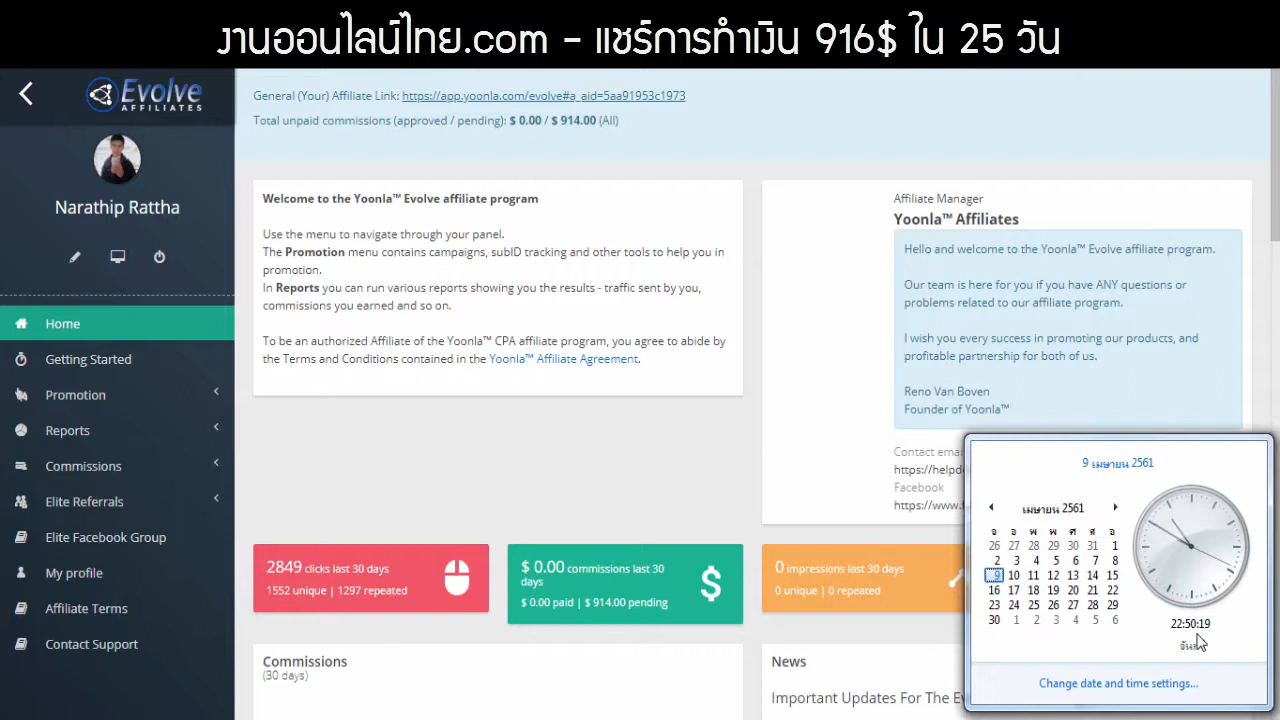 งานออนไลน์ไทย.com - แชร์การทำเงิน 916$ ใน 25 วัน
Evolve
AFFILIATES
Narathip Rattha
Home
Getting Started
Promotion
Reports
Commissions
Elite Referrals
Elite Facebook Group
My profile
Affiliate Terms
Contact Support
General (Your) Affiliate Link: https://app.yoonla.com/evolve#a_aid=5aa91953c1973
Total unpaid commissions (approved / pending): $ 0.00 / $ 914.00 (All)
Welcome to the Yoonla™ Evolve affiliate program
Use the menu to navigate through your panel.
The Promotion menu contains campaigns, subID tracking and other tools to help you in
promotion.
In Reports you can run various reports showing you the results - traffic sent by you,
commissions you earned and so on.
To be an authorized Affiliate of the Yoonla™ CPA affiliate program, you agree to abide by
the Terms and Conditions contained in the Yoonla™ Affiliate Agreement.
Affiliate Manager
Yoonla™ Affiliates
Hello and welcome to the Yoonla™ Evolve affiliate program.
Our team is here for you if you have ANY questions or
problems related to our affiliate program.
I wish you every success in promoting our products, and
profitable partnership for both of us.
Reno Van Boven
Founder of Yoonla™
Contact
Facebook
2849 clicks last 30 days
1552 unique | 1297 repeated
$ 0.00 commissions last 30
days
$ 0.00 paid | $ 914.00 pending
0 impressions last 30 days
0 unique | 0 repeated
Commissions
(30 days)
News
Important Updates For The
9 เมษายน 2561
เมษายน 2561
จ อ พ พ ศ ส อ
26 27 28 29 30 31 1
2 3 4 5 6 7 8
9 10 11 12 13 14 15
16 17 18 19 20 21 22
23 24 25 26 27 28 29
30 1 2 3 4 5 6
22:50:19
Change date and time settings...